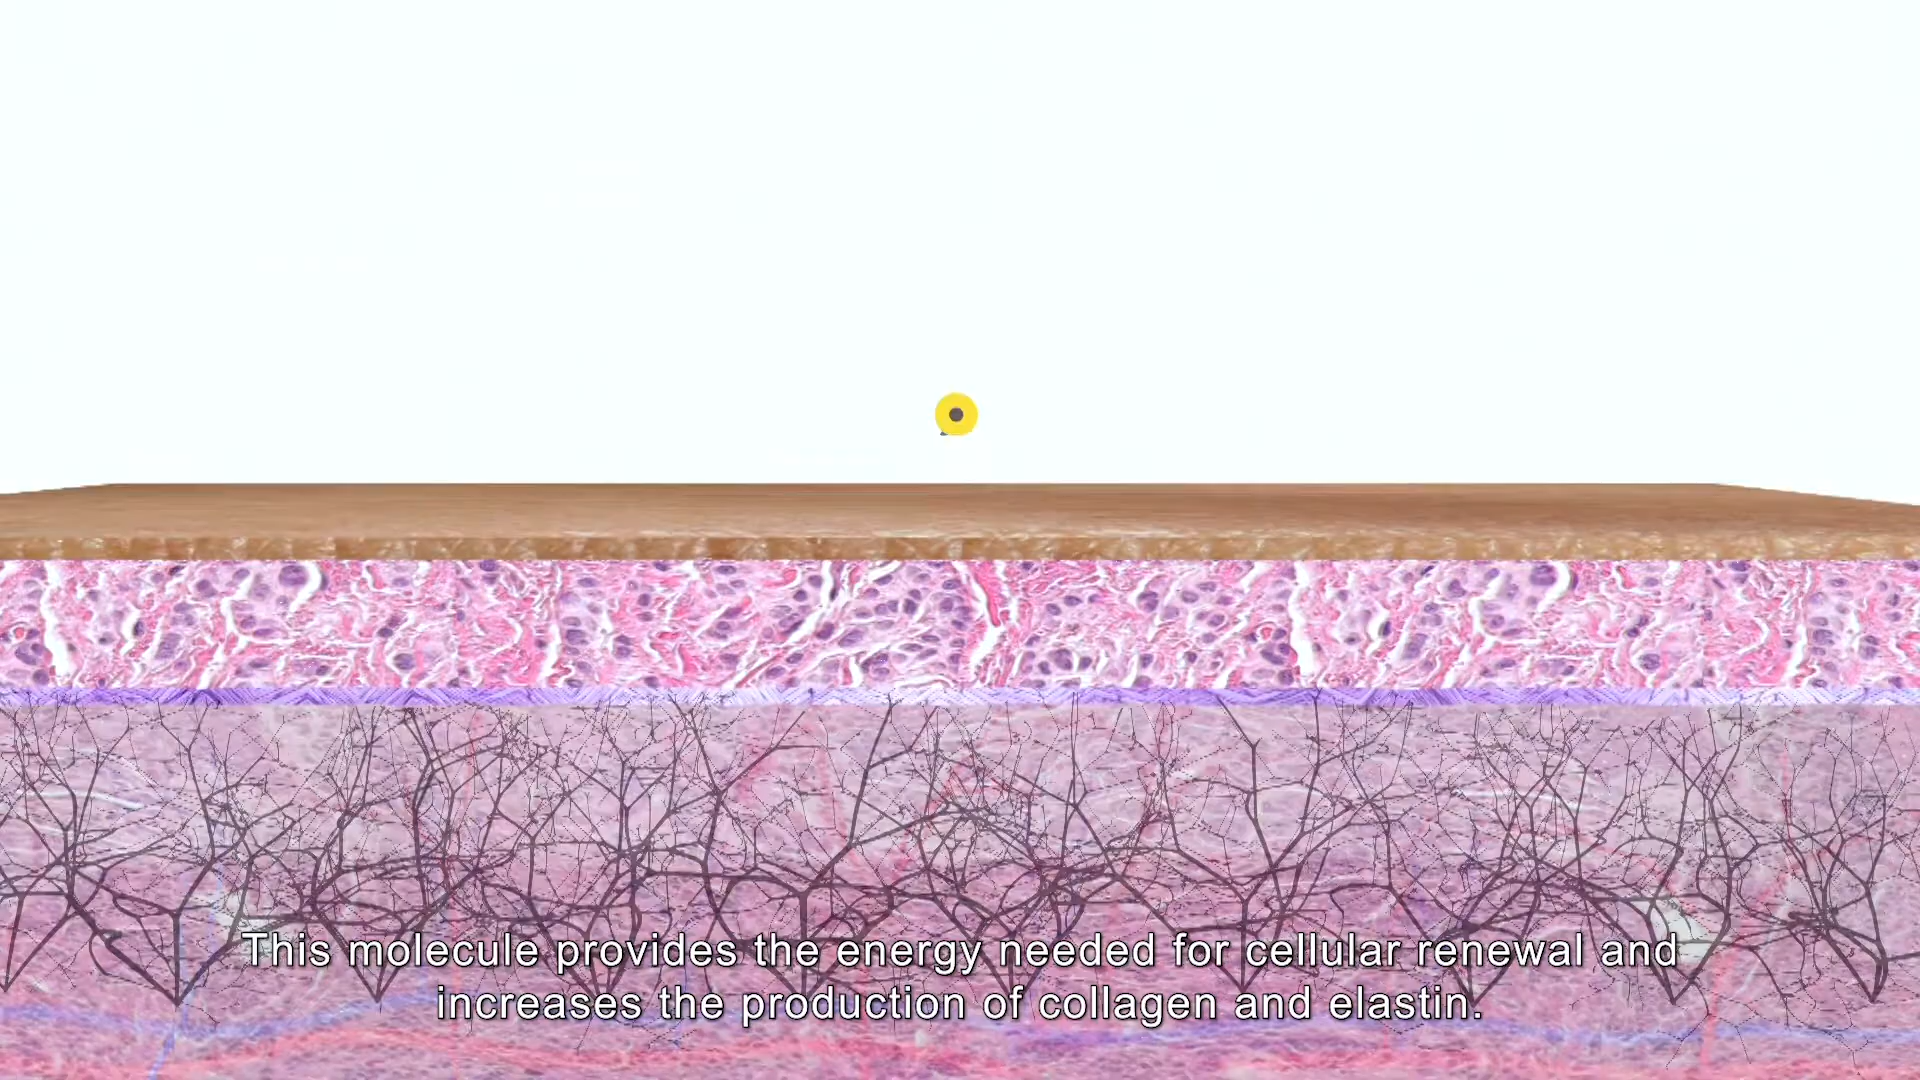 This molecule provides the energy needed for cellular renewal and
increases the production of collagen and elastin.